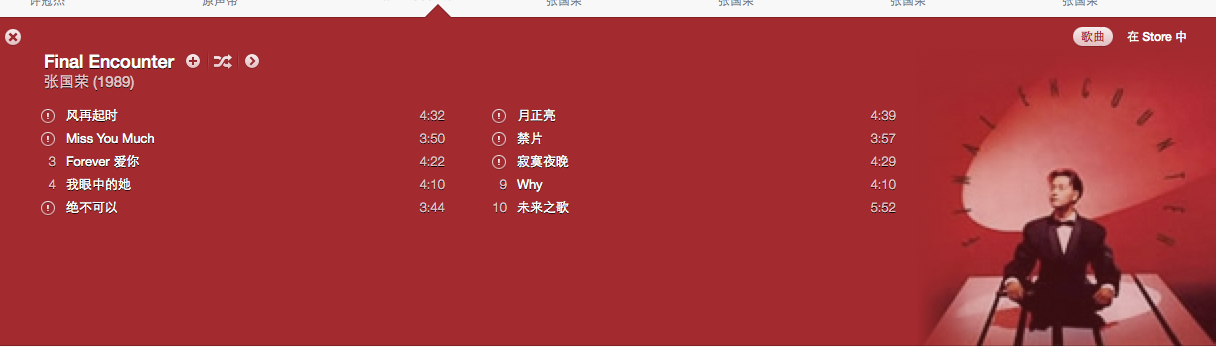 许冠杰
原声带
张国荣
张国荣
张国荣
张国荣
歌曲
在 Store 中
Final Encounter
张国荣 (1989)
风再起时 4:32
Miss You Much 3:50
3 Forever 爱你 4:22
4 我眼中的她 4:10
绝不可以 3:44
月正亮 4:39
禁片 3:57
寂寞夜晚 4:29
9 Why 4:10
10 未来之歌 5:52
FINAL ENCOUNTER